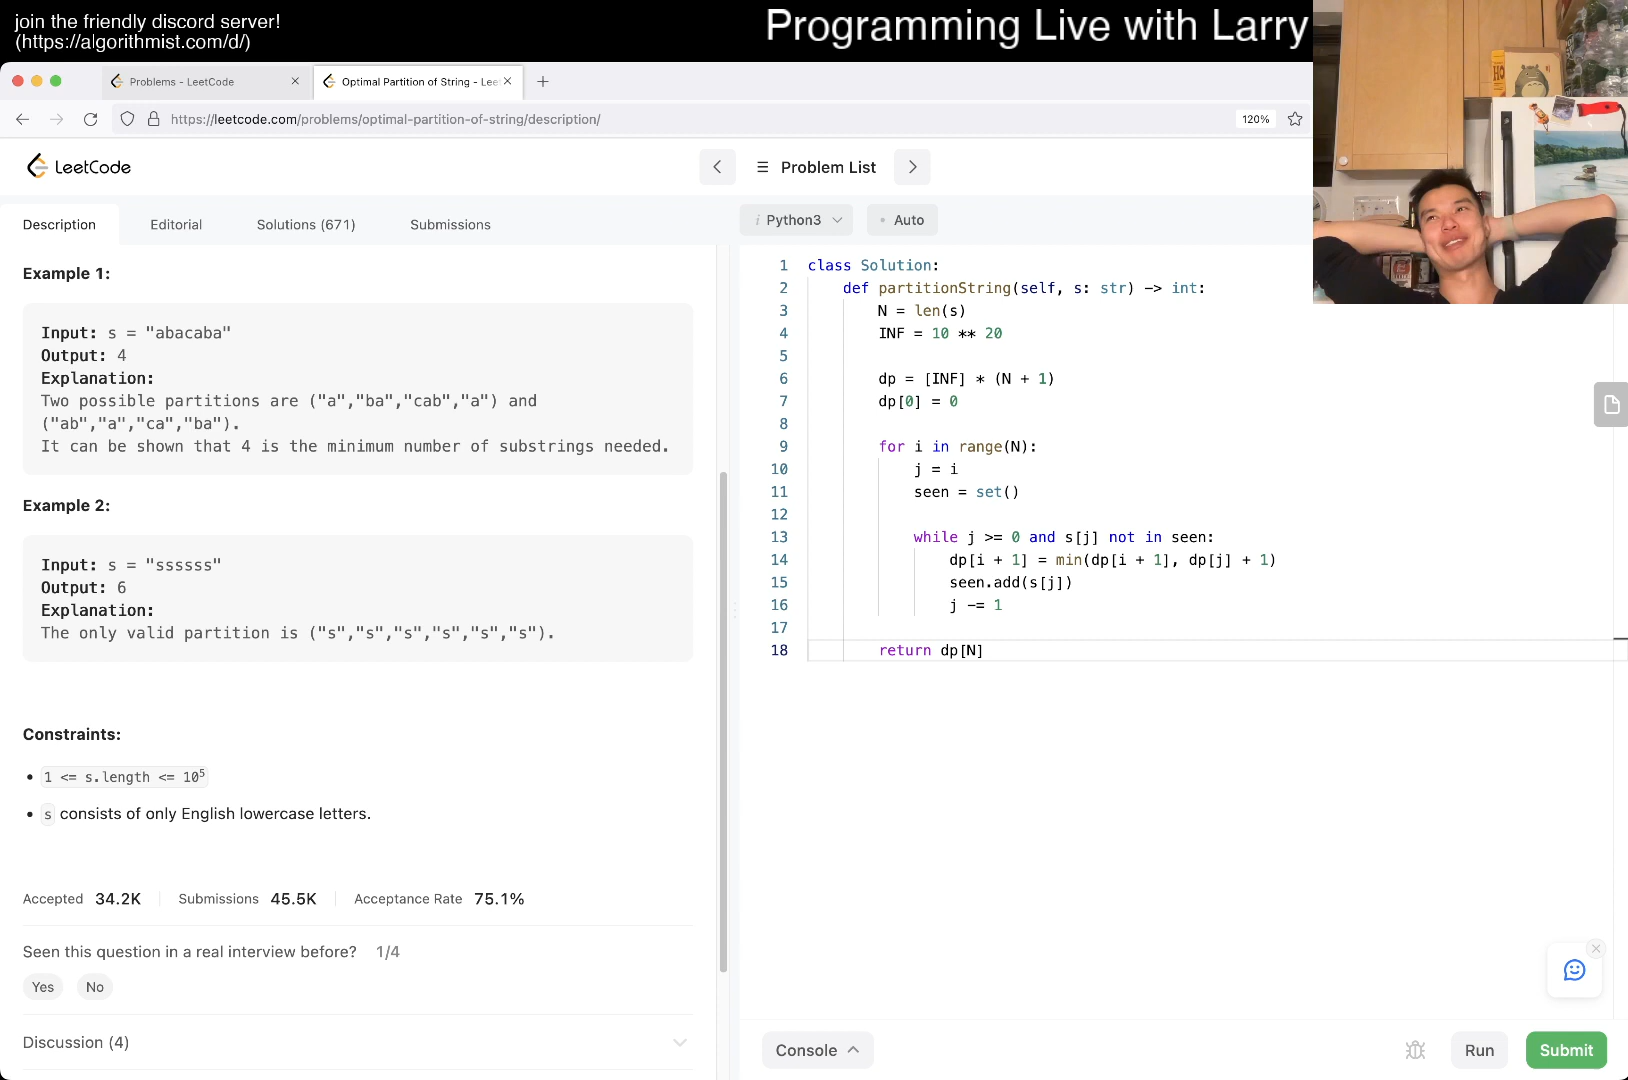 join the friendly discord server!
(https://algorithmist.com/d/)
Programming Live with Larry
Problems - LeetCode
Optimal Partition of String - Lee
https://leetcode.com/problems/optimal-partition-of-string/description/
120%
LeetCode
Problem List
Description
Editorial
Solutions (671)
Submissions
i Python3
Auto
Example 1:
Input: s = "abacaba"
Output: 4
Explanation:
Two possible partitions are ("a","ba","cab","a") and
("ab","a","ca","ba").
It can be shown that 4 is the minimum number of substrings needed.
Example 2:
Input: s = "ssssss"
Output: 6
Explanation:
The only valid partition is ("s","s","s","s","s","s").
Constraints:
1 <= s.length <= 10⁵
s consists of only English lowercase letters.
Accepted 34.2K
Submissions 45.5K
Acceptance Rate 75.1%
Seen this question in a real interview before? 1/4
Yes
No
Discussion (4)
1 class Solution:
2 def partitionString(self, s: str) -> int:
3 N = len(s)
4 INF = 10 ** 20
5
6 dp = [INF] * (N + 1)
7 dp[0] = 0
8
9 for i in range(N):
10 j = i
11 seen = set()
12
13 while j >= 0 and s[j] not in seen:
14 dp[i + 1] = min(dp[i + 1], dp[j] + 1)
15 seen.add(s[j])
16 j -= 1
17
18 return dp[N]
Console
Run
Submit